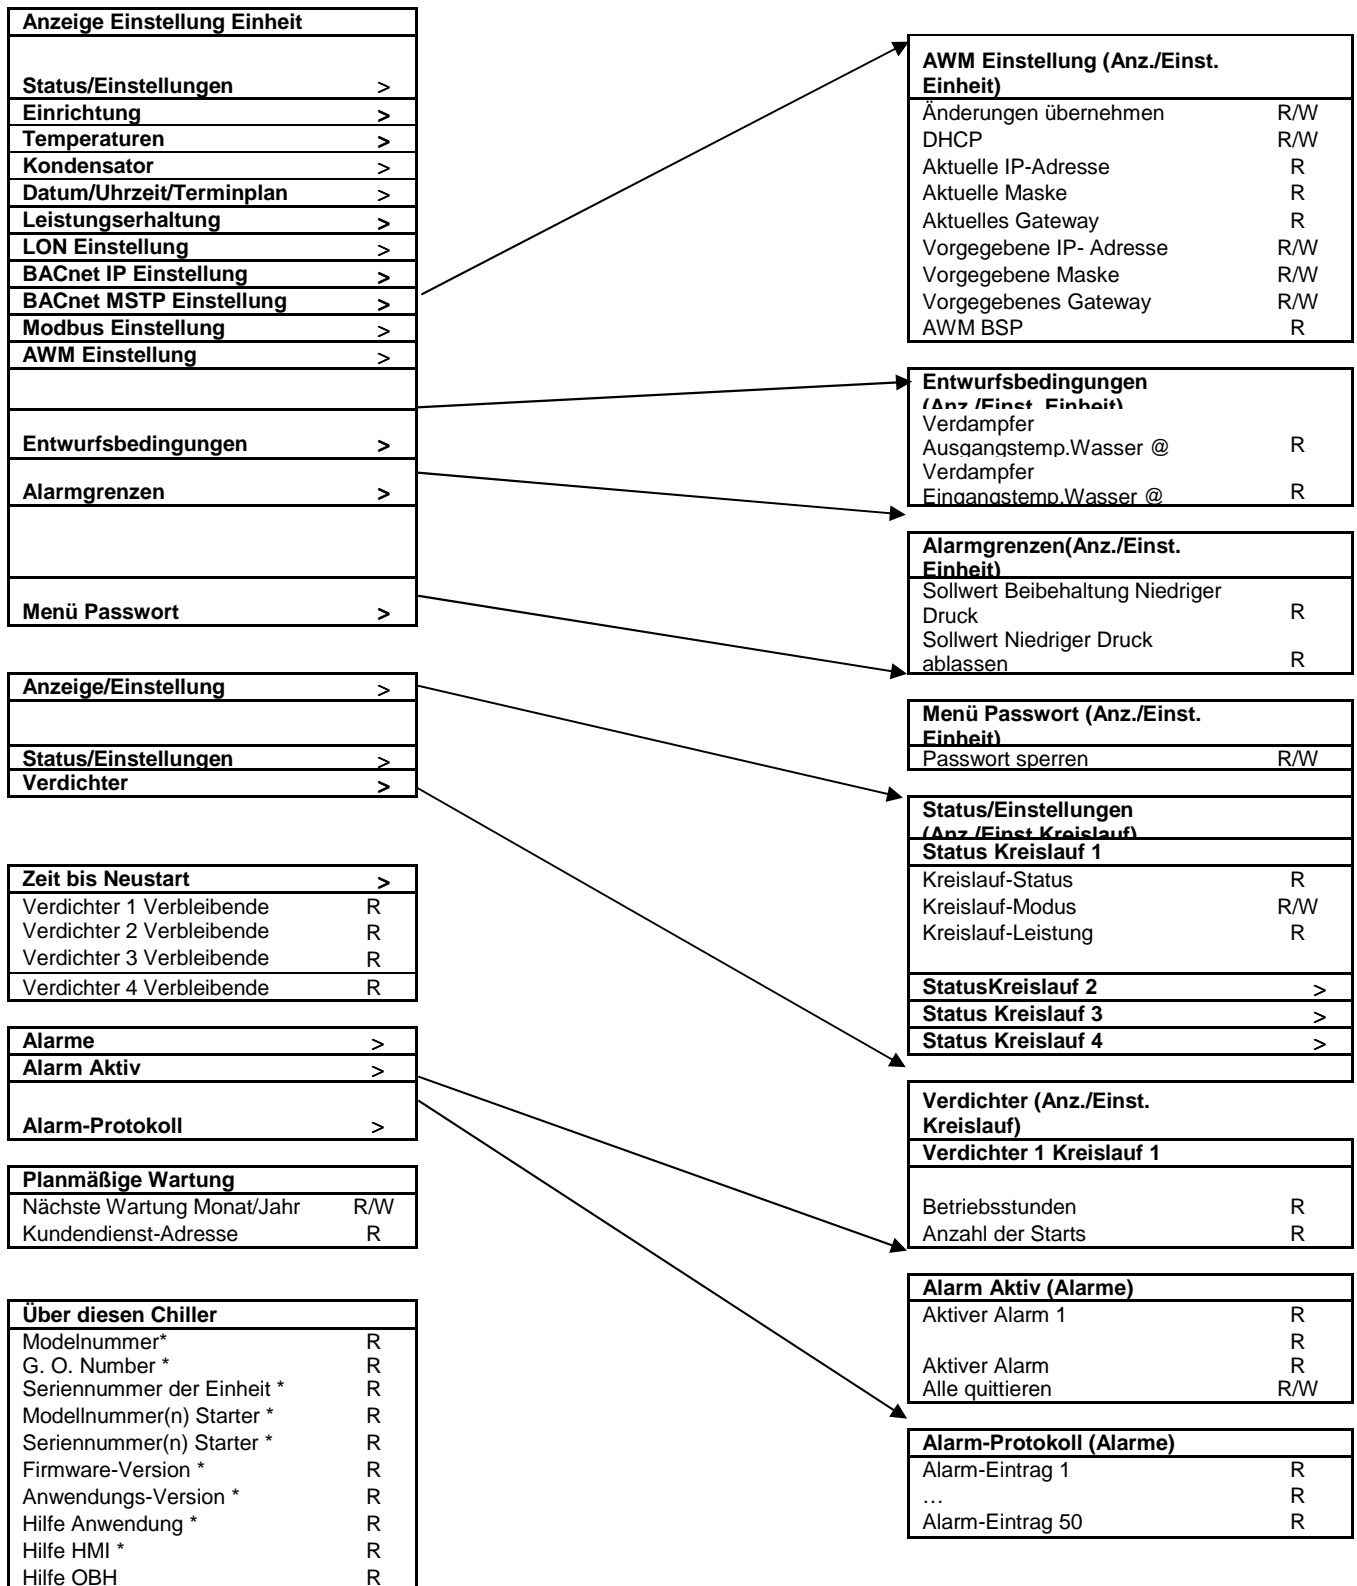 Anzeige Einstellung Einheit
Status/Einstellungen >
Einrichtung >
Temperaturen >
Kondensator >
Datum/Uhrzeit/Terminplan >
Leistungserhaltung >
LON Einstellung >
BACnet IP Einstellung >
BACnet MSTP Einstellung >
Modbus Einstellung >
AWM Einstellung >
Entwurfsbedingungen >
Alarmgrenzen >
Menü Passwort >
Anzeige/Einstellung >
Status/Einstellungen >
Verdichter >
Zeit bis Neustart >
Verdichter 1 Verbleibende R
Verdichter 2 Verbleibende R
Verdichter 3 Verbleibende R
Verdichter 4 Verbleibende R
Alarme >
Alarm Aktiv >
Alarm-Protokoll >
Planmäßige Wartung
Nächste Wartung Monat/Jahr R/W
Kundendienst-Adresse R
Über diesen Chiller
Modelnummer* R
G. O. Number * R
Seriennummer der Einheit * R
Modellnummer(n) Starter * R
Seriennummer(n) Starter * R
Firmware-Version * R
Anwendungs-Version * R
Hilfe Anwendung * R
Hilfe HMI * R
Hilfe OBH R
AWM Einstellung (Anz./Einst.
Einheit)
Änderungen übernehmen R/W
DHCP R/W
Aktuelle IP-Adresse R
Aktuelle Maske R
Aktuelles Gateway R
Vorgegebene IP- Adresse R/W
Vorgegebene Maske R/W
Vorgegebenes Gateway R/W
AWM BSP R
Entwurfsbedingungen
(Anz./Einst. Einheit)
Verdampfer
Ausgangstemp.Wasser @ R
Verdampfer
Eingangstemp.Wasser @ R
Alarmgrenzen(Anz./Einst.
Einheit)
Sollwert Beibehaltung Niedriger
Druck R
Sollwert Niedriger Druck
ablassen R
Menü Passwort (Anz./Einst.
Einheit)
Passwort sperren R/W
Status/Einstellungen
(Anz./Einst.Kreislauf)
Status Kreislauf 1
Kreislauf-Status R
Kreislauf-Modus R/W
Kreislauf-Leistung R
StatusKreislauf 2 >
Status Kreislauf 3 >
Status Kreislauf 4 >
Verdichter (Anz./Einst.
Kreislauf)
Verdichter 1 Kreislauf 1
Betriebsstunden R
Anzahl der Starts R
Alarm Aktiv (Alarme)
Aktiver Alarm 1 R
R
Aktiver Alarm R
Alle quittieren R/W
Alarm-Protokoll (Alarme)
Alarm-Eintrag 1 R
… R
Alarm-Eintrag 50 R